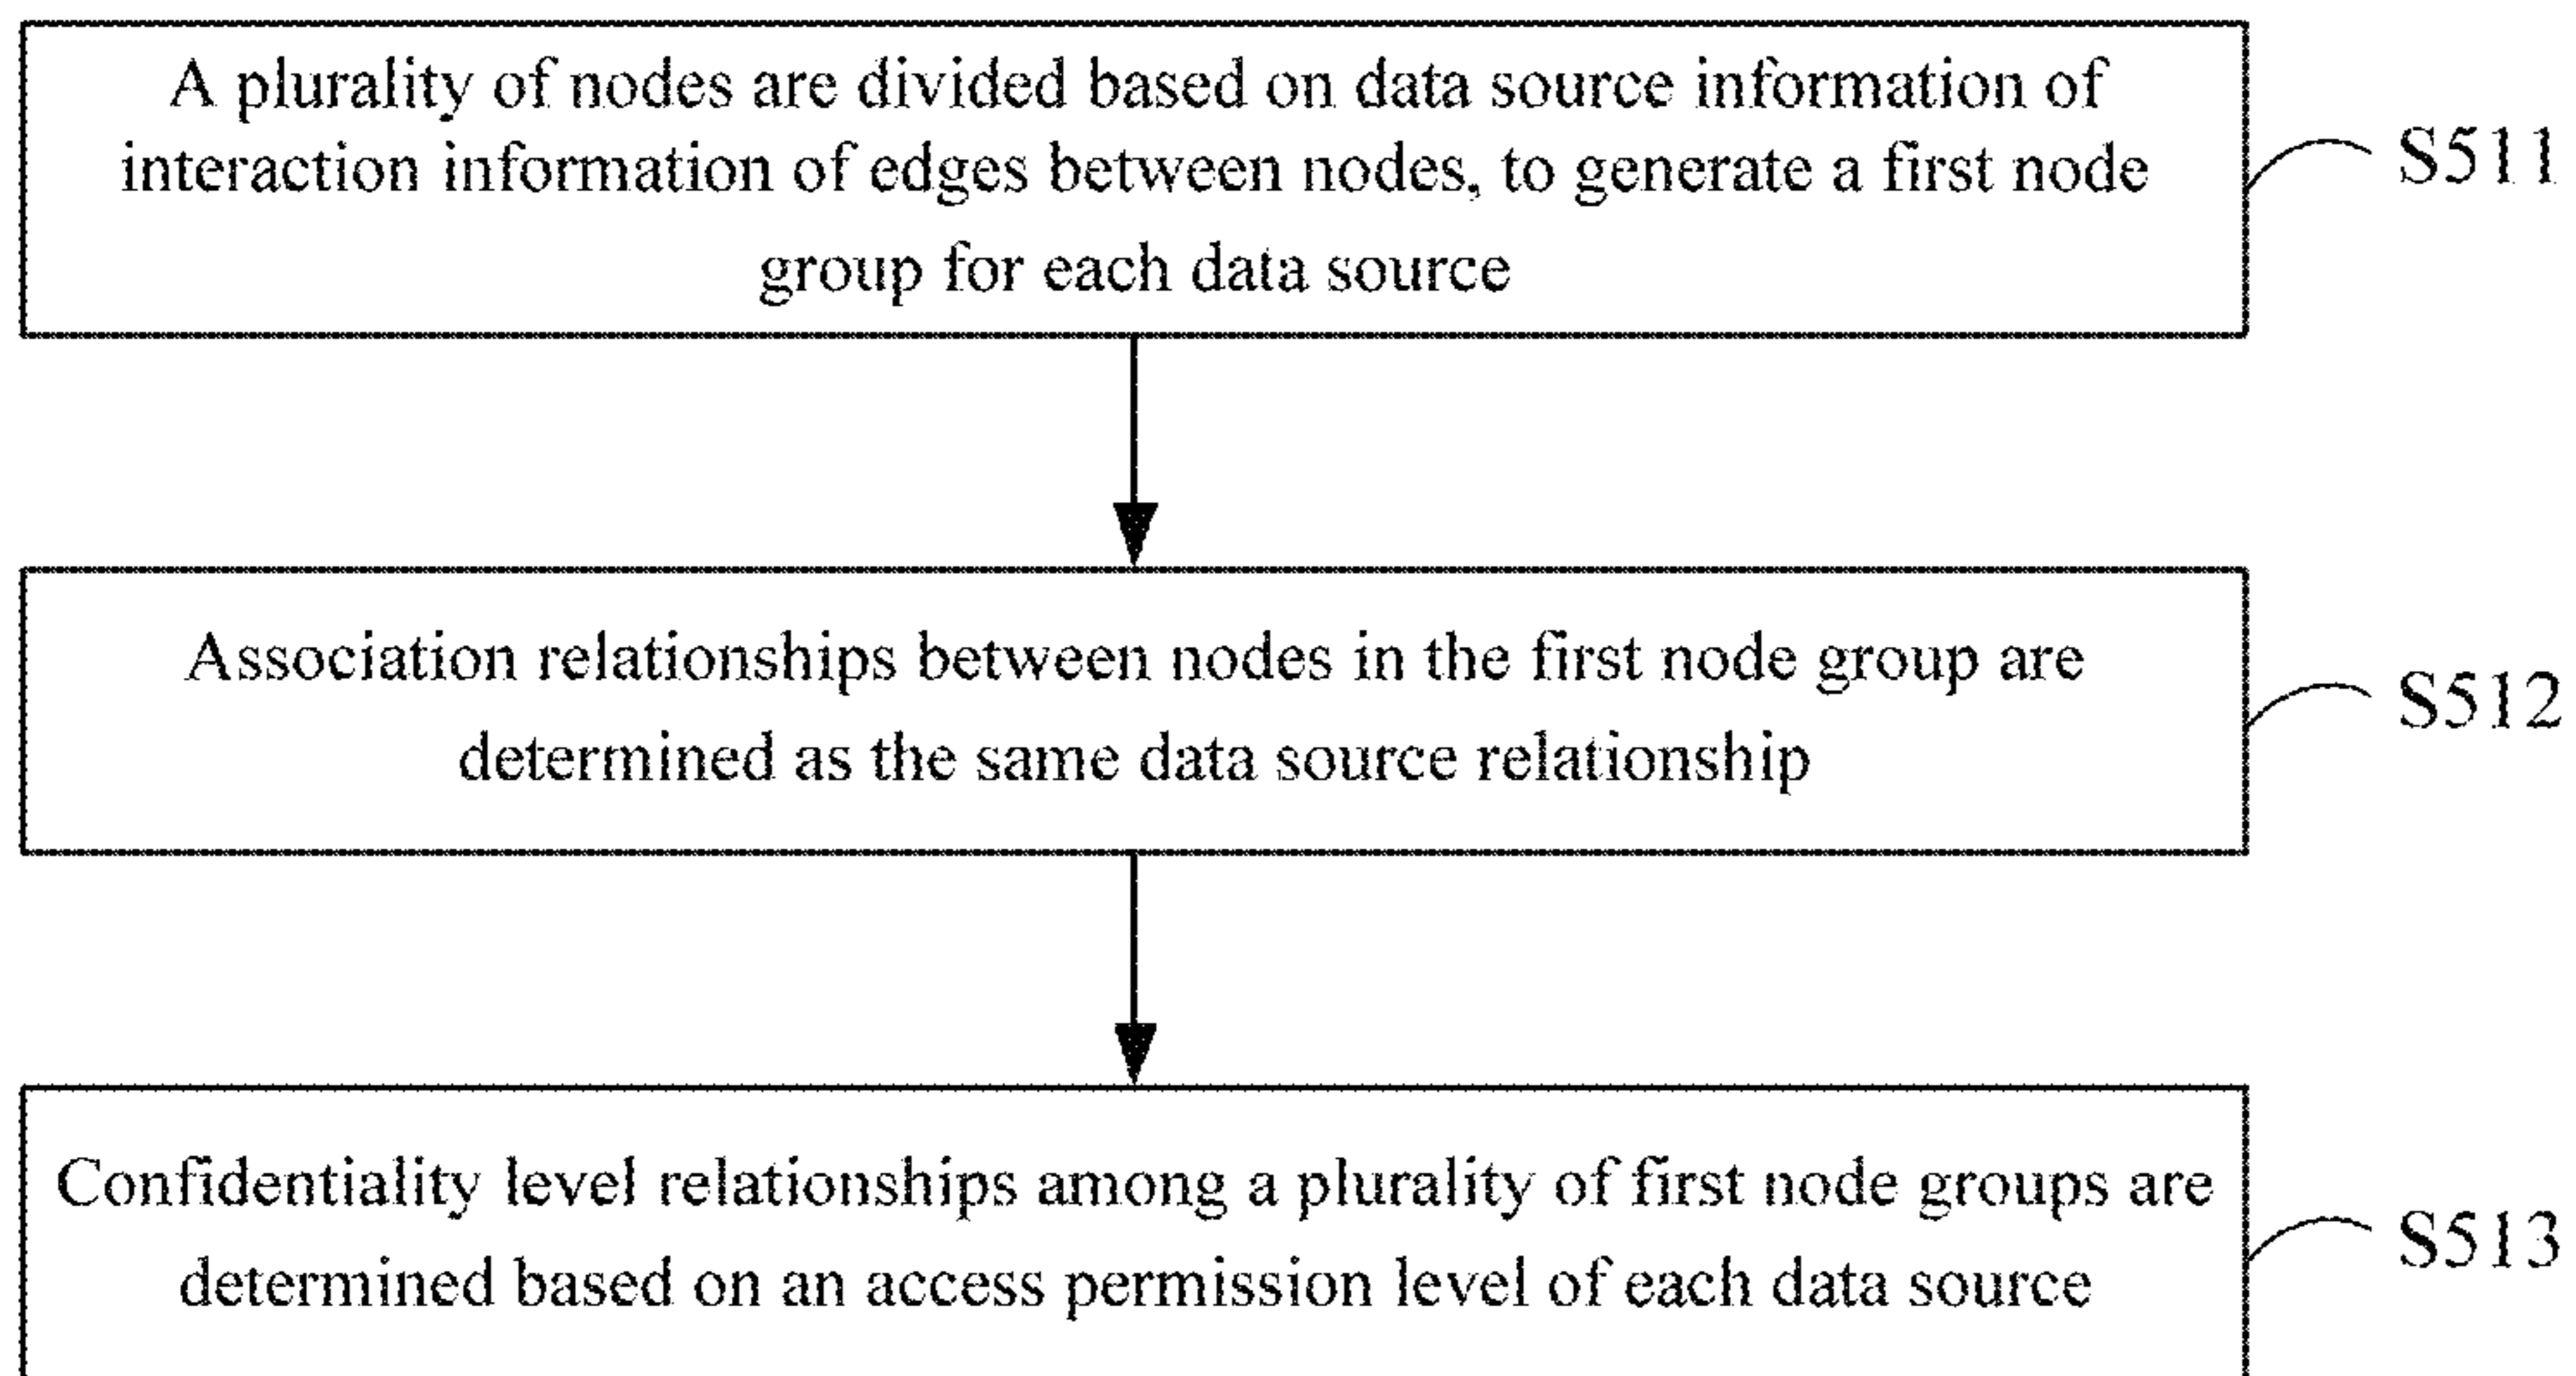 A plurality of nodes are divided based on data source information of
interaction information of edges between nodes, to generate a first node
group for each data source
S511
Association relationships between nodes in the first node group are
determined as the same data source relationship
S512
Confidentiality level relationships among a plurality of first node groups are
determined based on an access permission level of each data source
S513